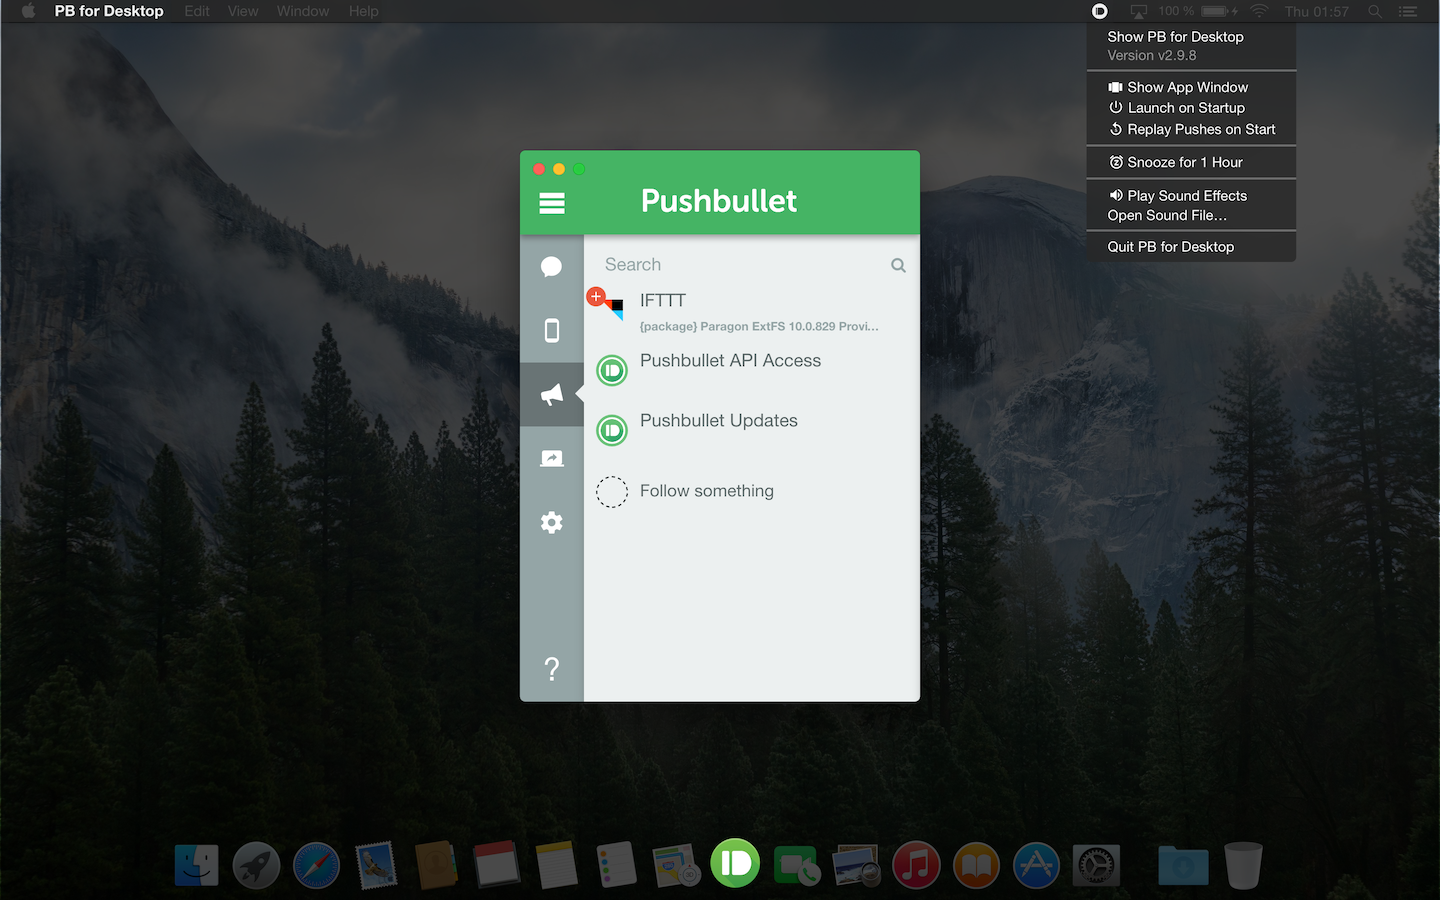 PB for Desktop Edit View Window Help 100 % Thu 01:57
Show PB for Desktop
Version v2.9.8
Show App Window
Launch on Startup
Replay Pushes on Start
Snooze for 1 Hour
Play Sound Effects
Open Sound File...
Quit PB for Desktop
Pushbullet
Search
IFTTT
{package} Paragon ExtFS 10.0.829 Provi...
Pushbullet API Access
Pushbullet Updates
Follow something
?